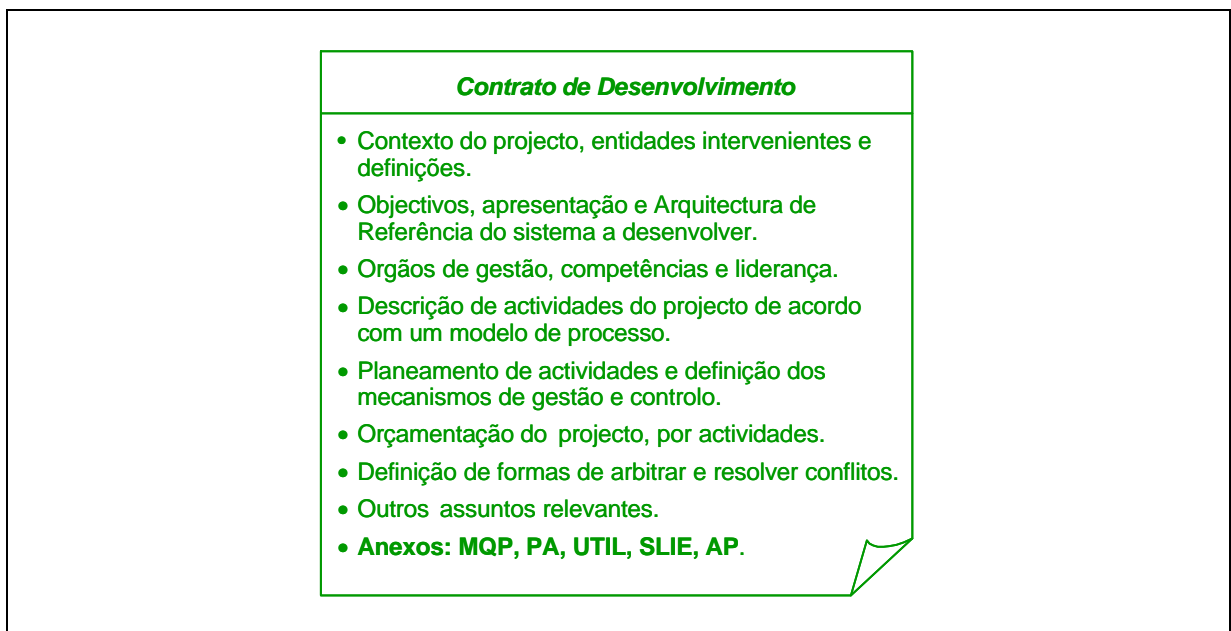 Contrato de Desenvolvimento
• Contexto do projecto, entidades intervenientes e
definições.
• Objectivos, apresentação e Arquitectura de
Referência do sistema a desenvolver.
• Orgãos de gestão, competências e liderança.
• Descrição de actividades do projecto de acordo
com um modelo de processo.
• Planeamento de actividades e definição dos
mecanismos de gestão e controlo.
• Orçamentação do projecto, por actividades.
• Definição de formas de arbitrar e resolver conflitos.
• Outros assuntos relevantes.
• Anexos: MQP, PA, UTIL, SLIE, AP.